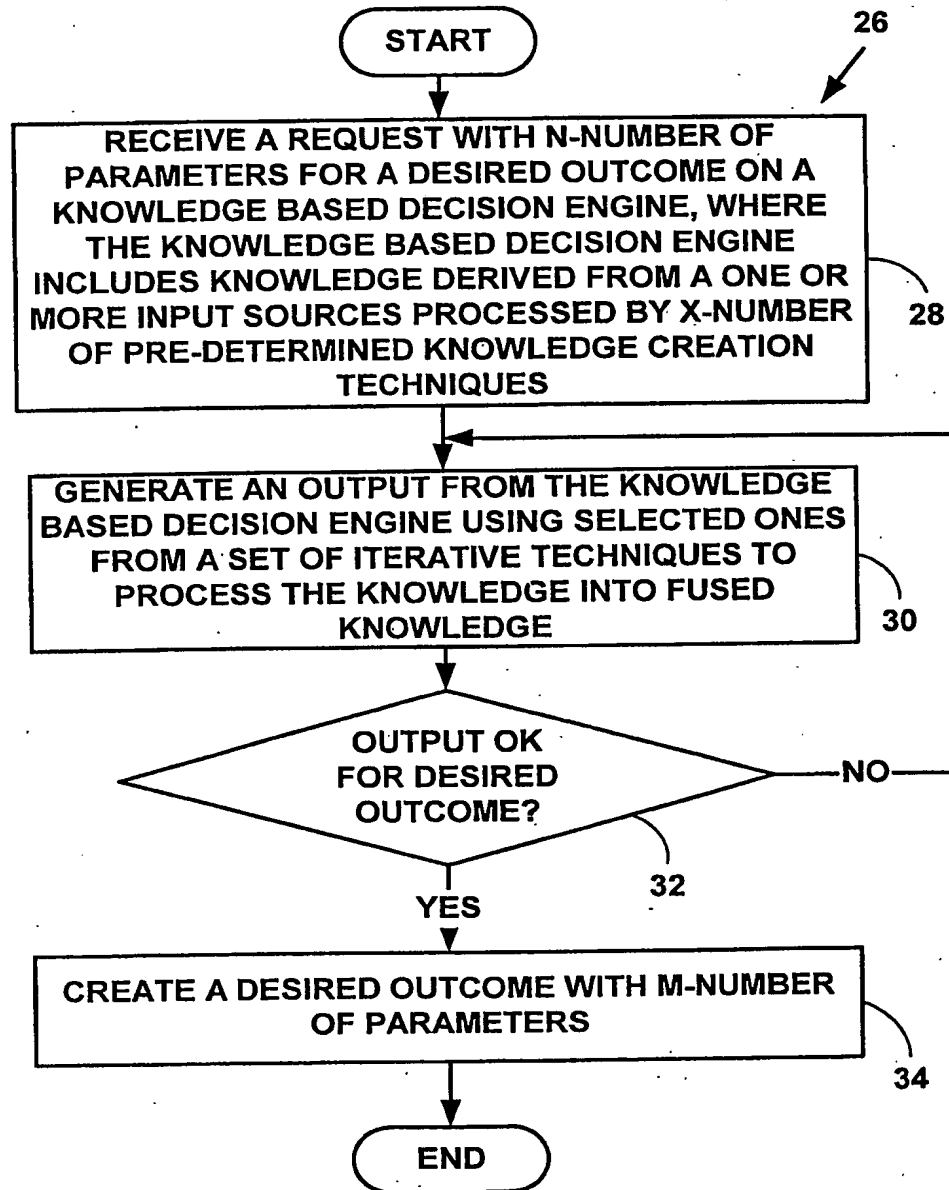 START
26
RECEIVE A REQUEST WITH N-NUMBER OF
PARAMETERS FOR A DESIRED OUTCOME ON A
KNOWLEDGE BASED DECISION ENGINE, WHERE
THE KNOWLEDGE BASED DECISION ENGINE
INCLUDES KNOWLEDGE DERIVED FROM A ONE OR
MORE INPUT SOURCES PROCESSED BY X-NUMBER
OF PRE-DETERMINED KNOWLEDGE CREATION
TECHNIQUES
28
GENERATE AN OUTPUT FROM THE KNOWLEDGE
BASED DECISION ENGINE USING SELECTED ONES
FROM A SET OF ITERATIVE TECHNIQUES TO
PROCESS THE KNOWLEDGE INTO FUSED
KNOWLEDGE
30
OUTPUT OK
FOR DESIRED
OUTCOME?
NO
32
YES
CREATE A DESIRED OUTCOME WITH M-NUMBER
OF PARAMETERS
34
END